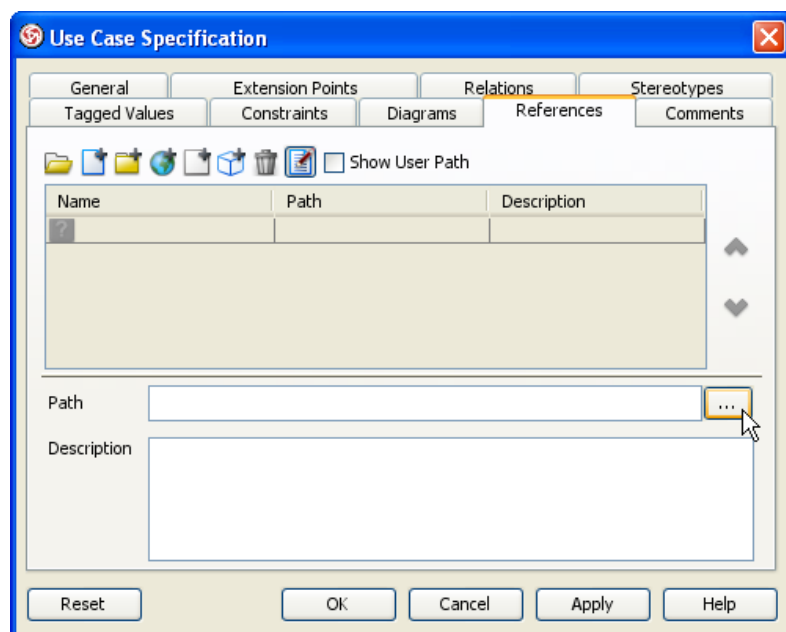 Use Case Specification
General Extension Points Relations Stereotypes
Tagged Values Constraints Diagrams References Comments
Show User Path
Name Path Description
?
Path ...
Description
Reset OK Cancel Apply Help